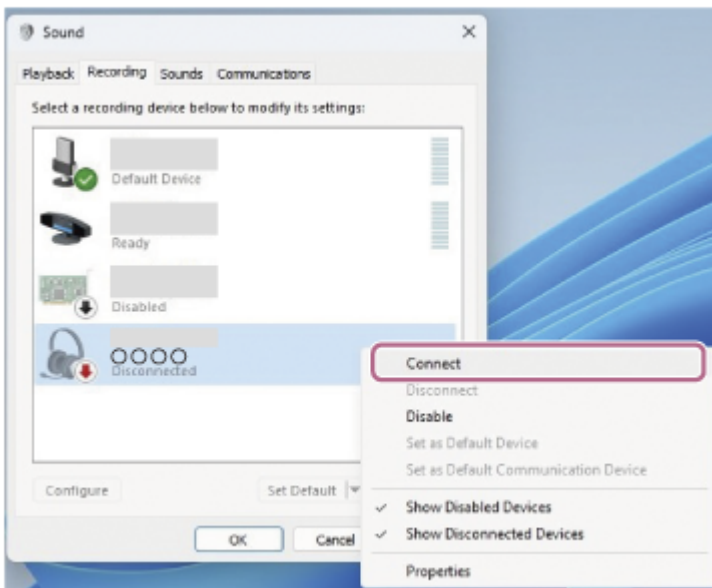 Sound
Playback Recording Sounds Communications
Select a recording device below to modify its settings:
Default Device
Ready
Disabled
○○○○
Disconnected
Connect
Disconnect
Disable
Set as Default Device
Set as Default Communication Device
Configure
Set Default
Show Disabled Devices
Show Disconnected Devices
OK
Cancel
Properties